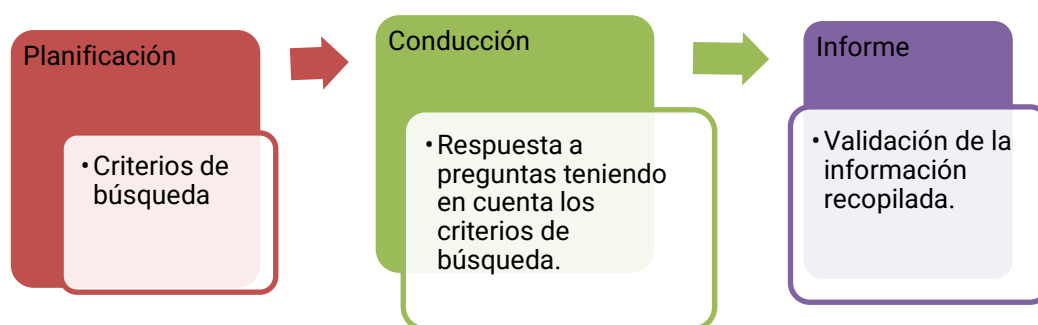 Planificación
• Criterios de
búsqueda
Conducción
• Respuesta a
preguntas teniendo
en cuenta los
criterios de
búsqueda.
Informe
• Validación de la
información
recopilada.